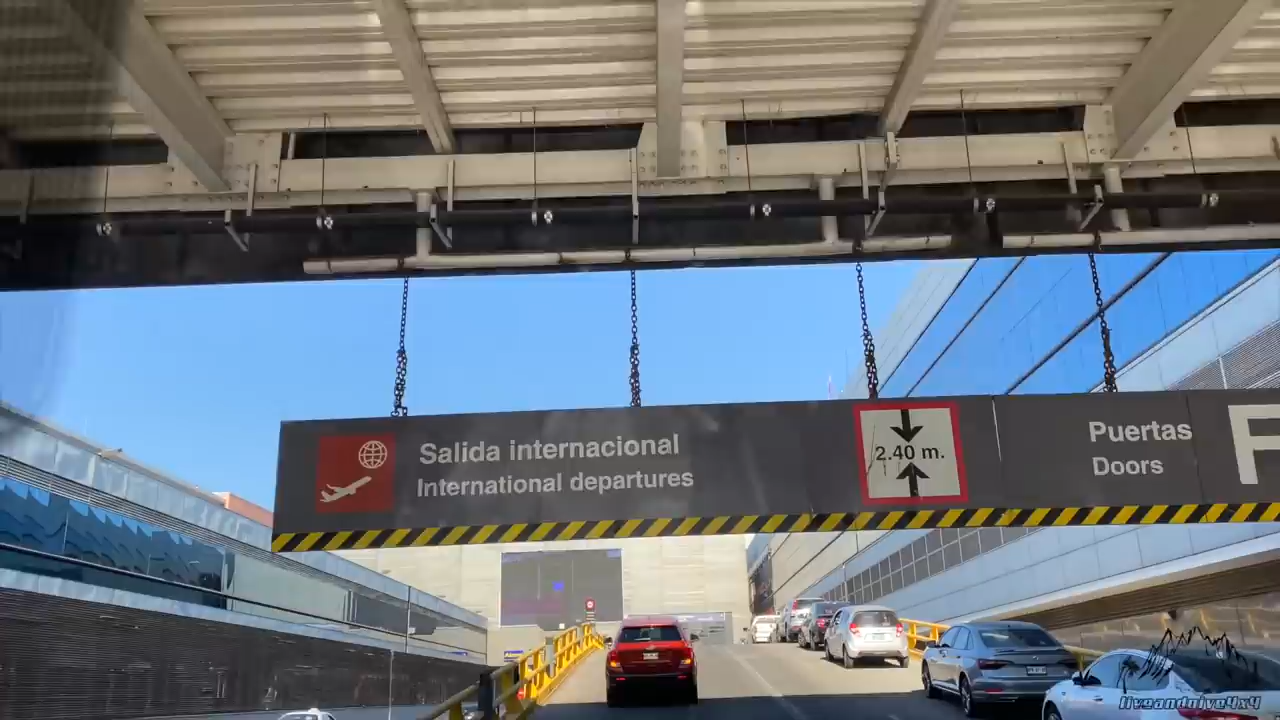 Salida internacional
International departures
2.40 m.
Puertas
Doors
F
liveandrive4x4